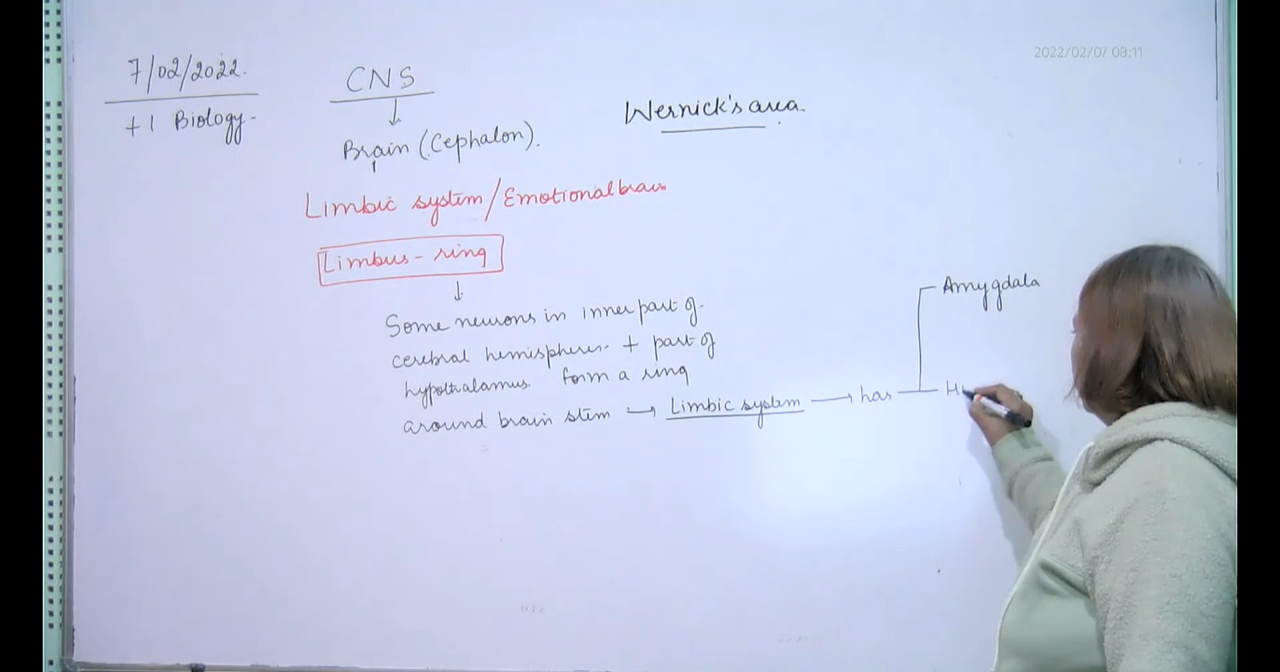 2022/02/07 08:11
7/02/2022.
+1 Biology.
CNS
↓
Brain (Cephalon).
Wernick's area.
Limbic system/Emotional brain
Limbus - ring
↓
Some neurons in inner part of
cerebral hemispheres + part of
hypothalamus form a ring
around brain stem → Limbic system → has
Amygdala